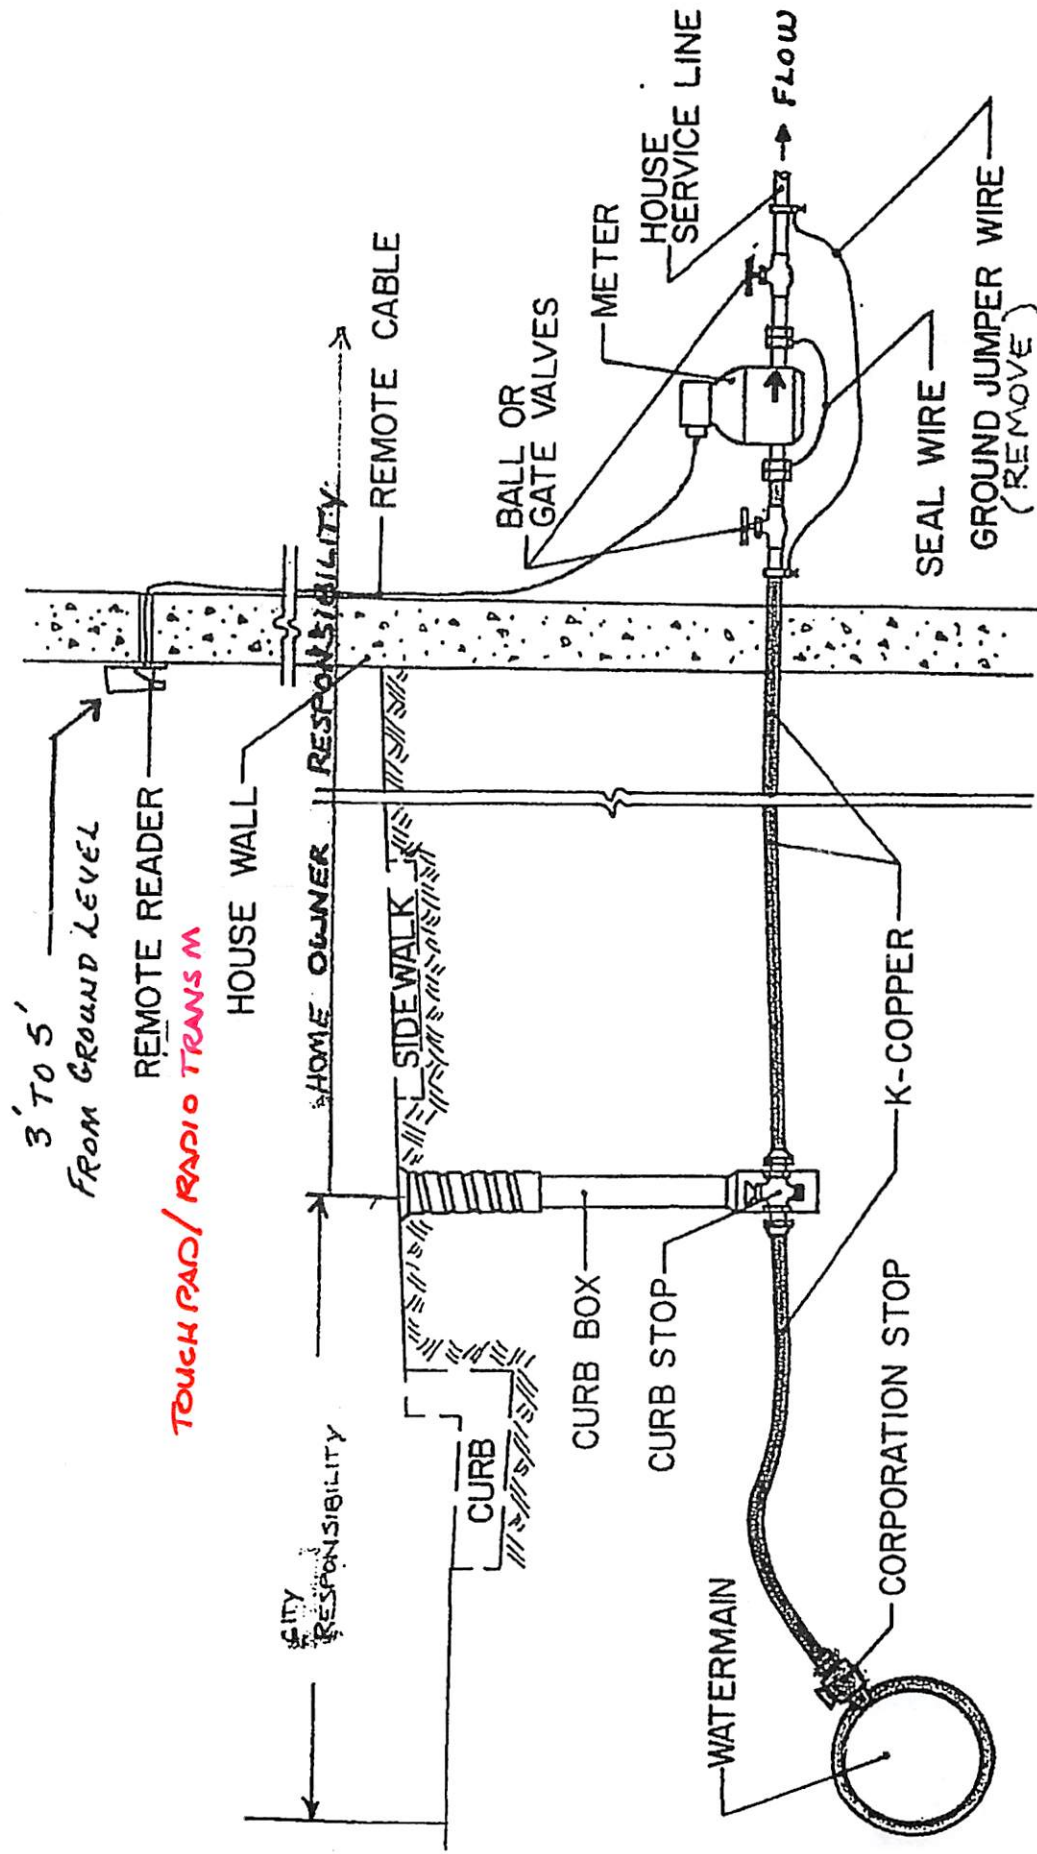 3' TO 5'
FROM GROUND LEVEL
REMOTE READER
TOUCH PAD/ RADIO TRANSM
HOUSE WALL
HOME OWNER RESPONSIBILITY
CITY
RESPONSIBILITY
SIDEWALK
CURB
REMOTE CABLE
BALL OR
GATE VALVES
METER
HOUSE
SERVICE LINE
FLOW
CURB BOX
CURB STOP
K-COPPER
SEAL WIRE
GROUND JUMPER WIRE
(REMOVE)
WATERMAIN
CORPORATION STOP